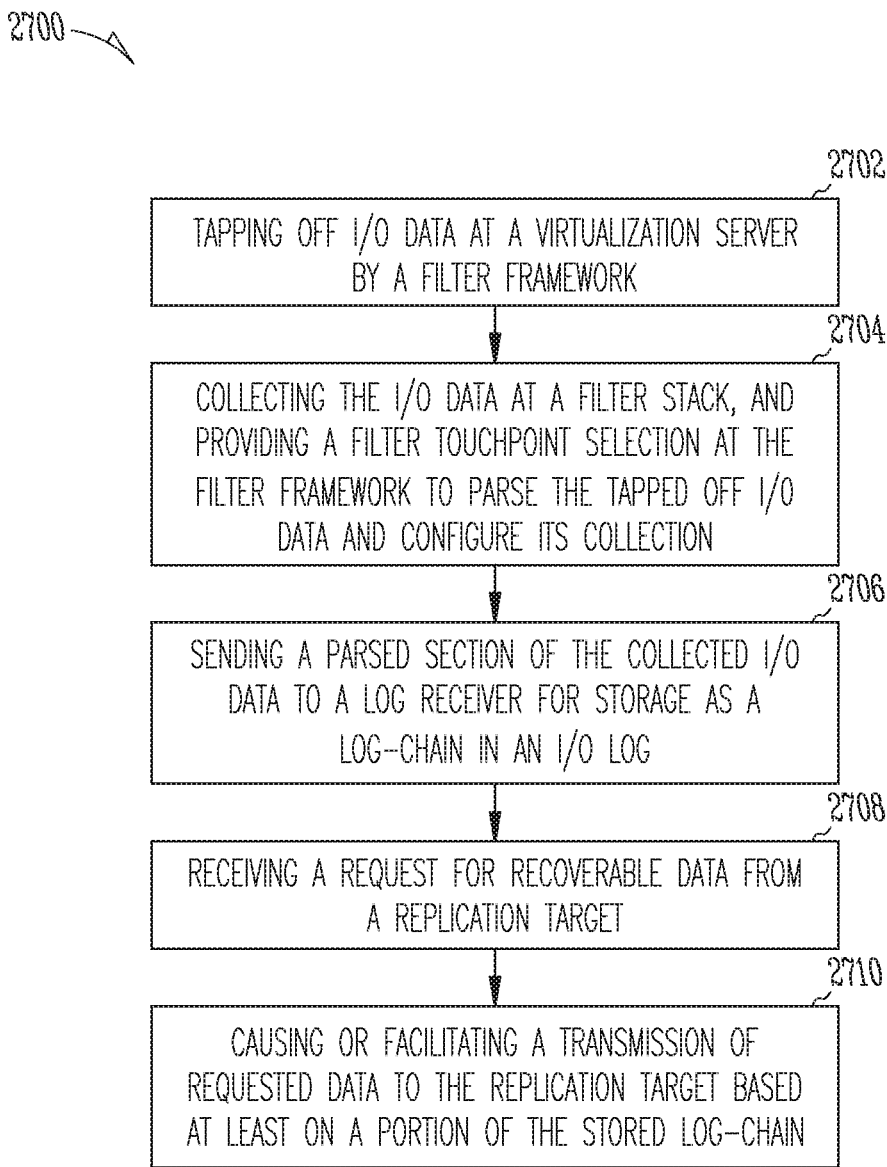 2700
2702
TAPPING OFF I/O DATA AT A VIRTUALIZATION SERVER
BY A FILTER FRAMEWORK
2704
COLLECTING THE I/O DATA AT A FILTER STACK, AND
PROVIDING A FILTER TOUCHPOINT SELECTION AT THE
FILTER FRAMEWORK TO PARSE THE TAPPED OFF I/O
DATA AND CONFIGURE ITS COLLECTION
2706
SENDING A PARSED SECTION OF THE COLLECTED I/O
DATA TO A LOG RECEIVER FOR STORAGE AS A
LOG-CHAIN IN AN I/O LOG
2708
RECEIVING A REQUEST FOR RECOVERABLE DATA FROM
A REPLICATION TARGET
2710
CAUSING OR FACILITATING A TRANSMISSION OF
REQUESTED DATA TO THE REPLICATION TARGET BASED
AT LEAST ON A PORTION OF THE STORED LOG-CHAIN